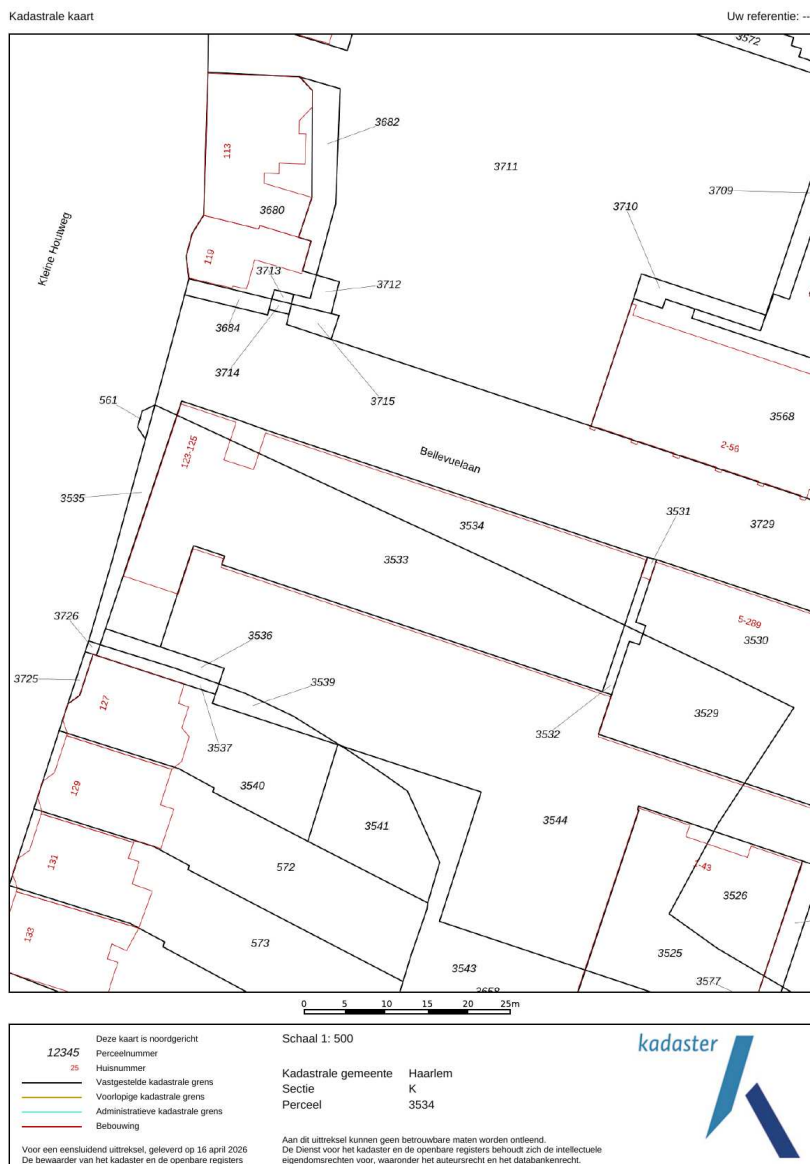 Kadastrale kaart
Uw referentie: --
3572
3682
113
3711
3709
3680
3710
Kleine Houtweg
119
3713
3712
3684
3714
3715
561
3568
123-125
Bellevuelaan
2-56
3535
3534
3531
3729
3533
3726
5-289
3536
3530
3725
3539
127
3529
3537
3532
129
3540
3541
3544
131
572
1-43
3526
133
573
3525
3543
3577
3658
0 5 10 15 20 25m
Deze kaart is noordgericht
12345 Perceelnummer
25 Huisnummer
Vastgestelde kadastrale grens
Voorlopige kadastrale grens
Administratieve kadastrale grens
Bebouwing
Voor een eensluidend uittreksel, geleverd op 16 april 2026
De bewaarder van het kadaster en de openbare registers
Schaal 1: 500
Kadastrale gemeente Haarlem
Sectie K
Perceel 3534
Aan dit uittreksel kunnen geen betrouwbare maten worden ontleend.
De Dienst voor het kadaster en de openbare registers behoudt zich de intellectuele
eigendomsrechten voor, waaronder het auteursrecht en het databankenrecht.
kadaster